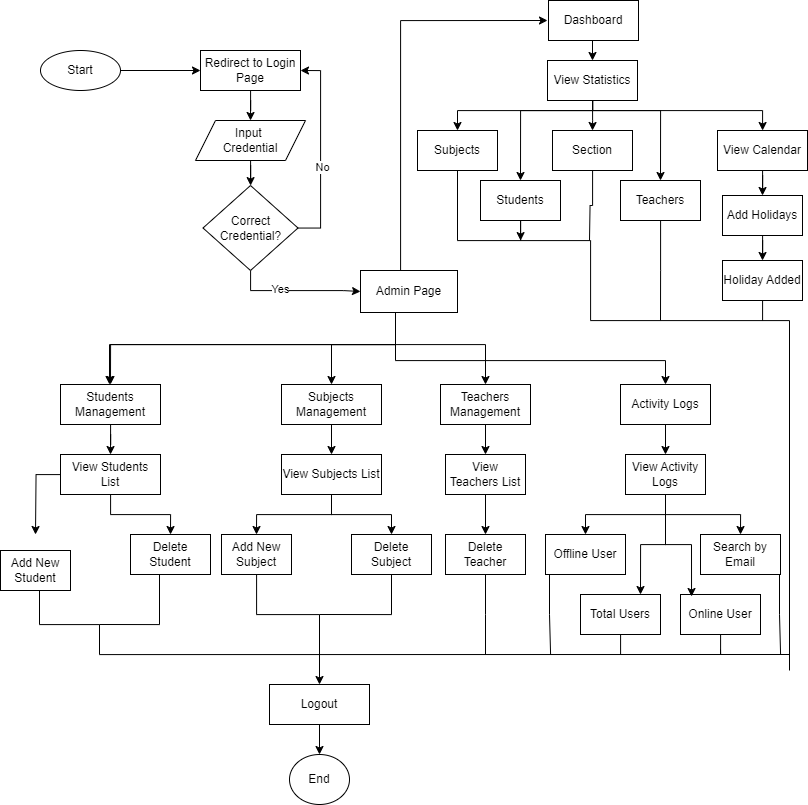 Dashboard
Start
Redirect to Login
Page
View Statistics
Input
Credential
Subjects
Section
View Calendar
No
Students
Teachers
Add Holidays
Correct
Credential?
Holiday Added
Yes
Admin Page
Students
Management
Subjects
Management
Teachers
Management
Activity Logs
View Students
List
View Subjects List
View
Teachers List
View Activity
Logs
Add New
Student
Delete
Student
Add New
Subject
Delete
Subject
Delete
Teacher
Offline User
Search by
Email
Total Users
Online User
Logout
End